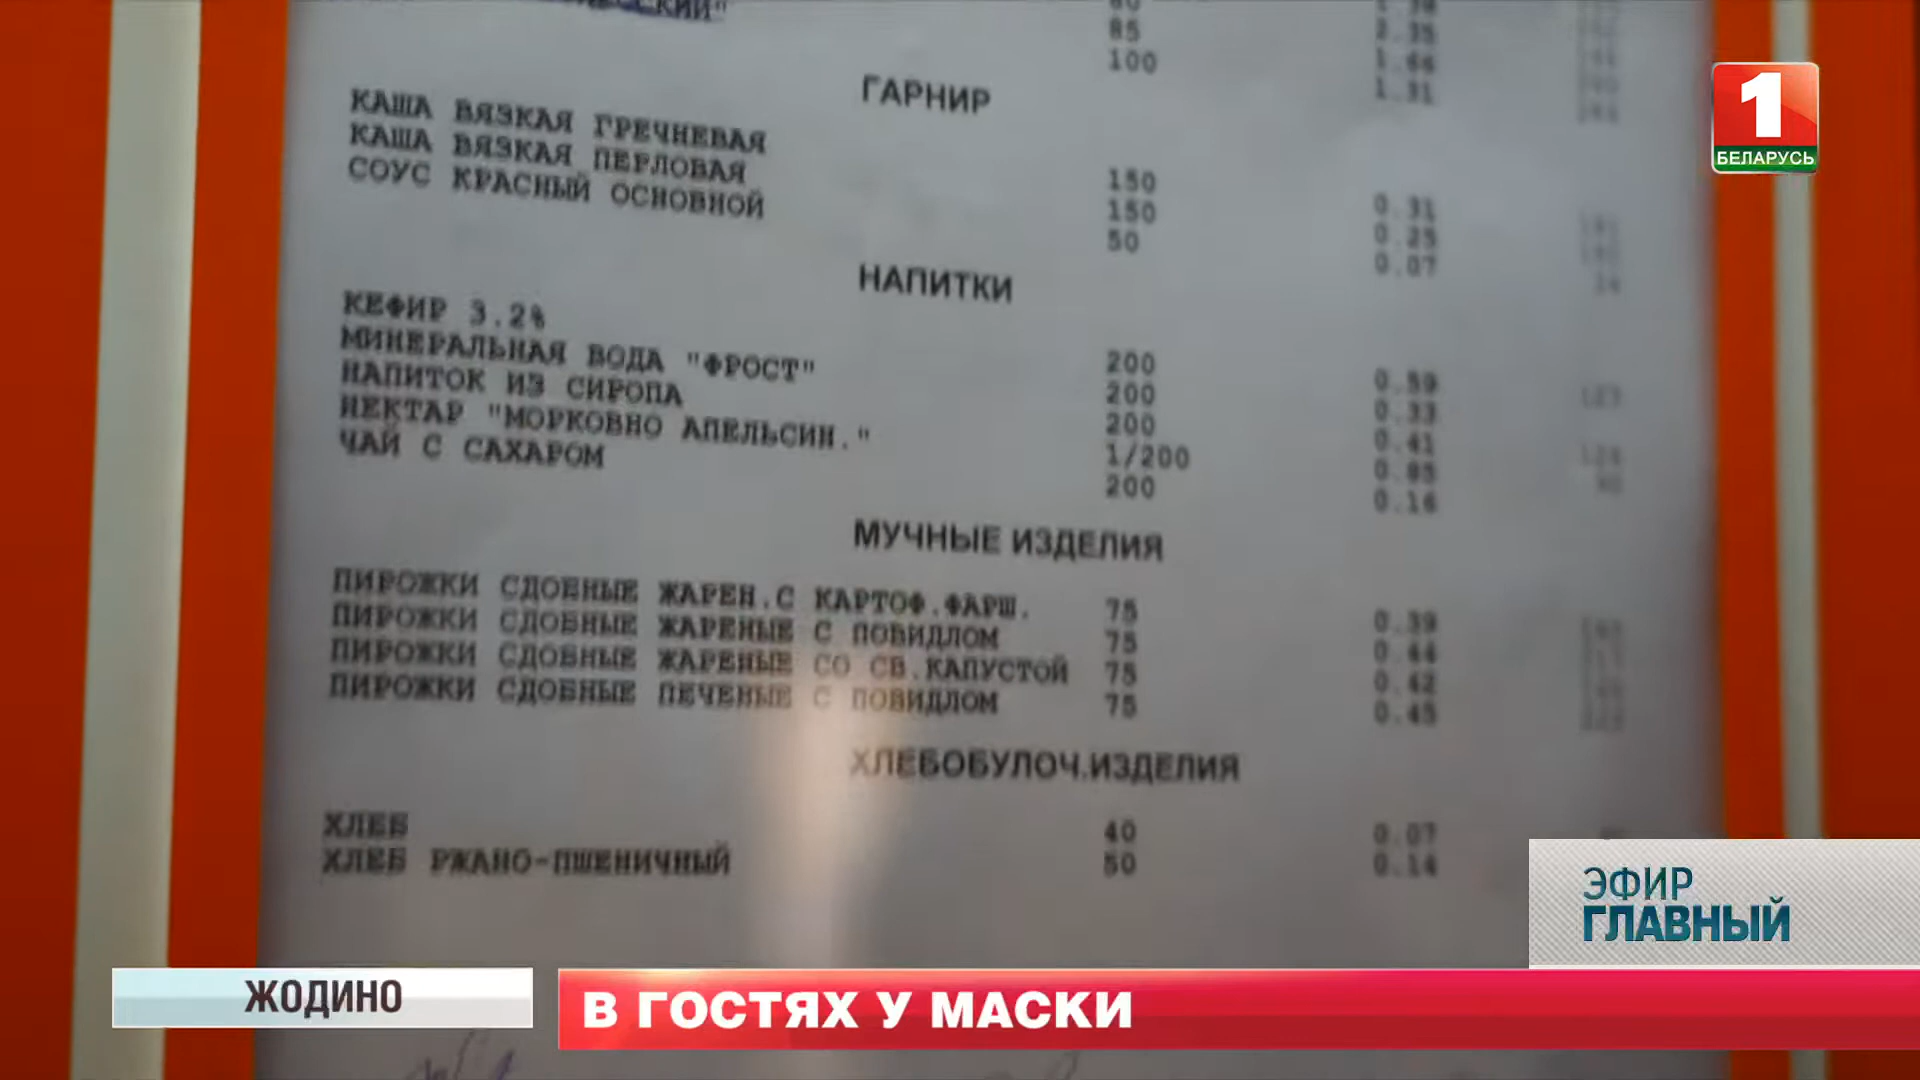 85
100 1.66
1.31
ГАРНИР
КАША ВЯЗКАЯ ГРЕЧНЕВАЯ 150 0.31
КАША ВЯЗКАЯ ПЕРЛОВАЯ 150 0.25
СОУС КРАСНЫЙ ОСНОВНОЙ 50 0.07
НАПИТКИ
КЕФИР 3.2% 200 0.59
МИНЕРАЛЬНАЯ ВОДА "ФРОСТ" 200 0.33
НАПИТОК ИЗ СИРОПА 200 0.41
НЕКТАР "МОРКОВНО АПЕЛЬСИН." 1/200 0.85
ЧАЙ С САХАРОМ 200 0.16
МУЧНЫЕ ИЗДЕЛИЯ
ПИРОЖКИ СДОБНЫЕ ЖАРЕН.С КАРТОФ.ФАРШ. 75 0.39
ПИРОЖКИ СДОБНЫЕ ЖАРЕНЫЕ С ПОВИДЛОМ 75 0.44
ПИРОЖКИ СДОБНЫЕ ЖАРЕНЫЕ СО СВ.КАПУСТОЙ 75 0.42
ПИРОЖКИ СДОБНЫЕ ПЕЧЕНЫЕ С ПОВИДЛОМ 75 0.45
ХЛЕБОБУЛОЧ.ИЗДЕЛИЯ
ХЛЕБ 40 0.07
ХЛЕБ РЖАНО-ПШЕНИЧНЫЙ 50 0.14
1
БЕЛАРУСЬ
ЭФИР
ГЛАВНЫЙ
ЖОДИНО
В ГОСТЯХ У МАСКИ